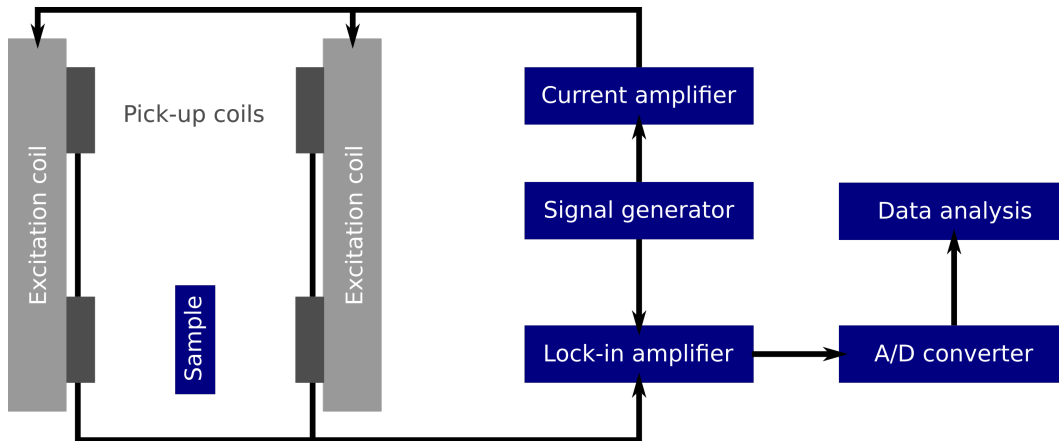 Excitation coil
Pick-up coils
Excitation coil
Sample
Current amplifier
Signal generator
Lock-in amplifier
Data analysis
A/D converter